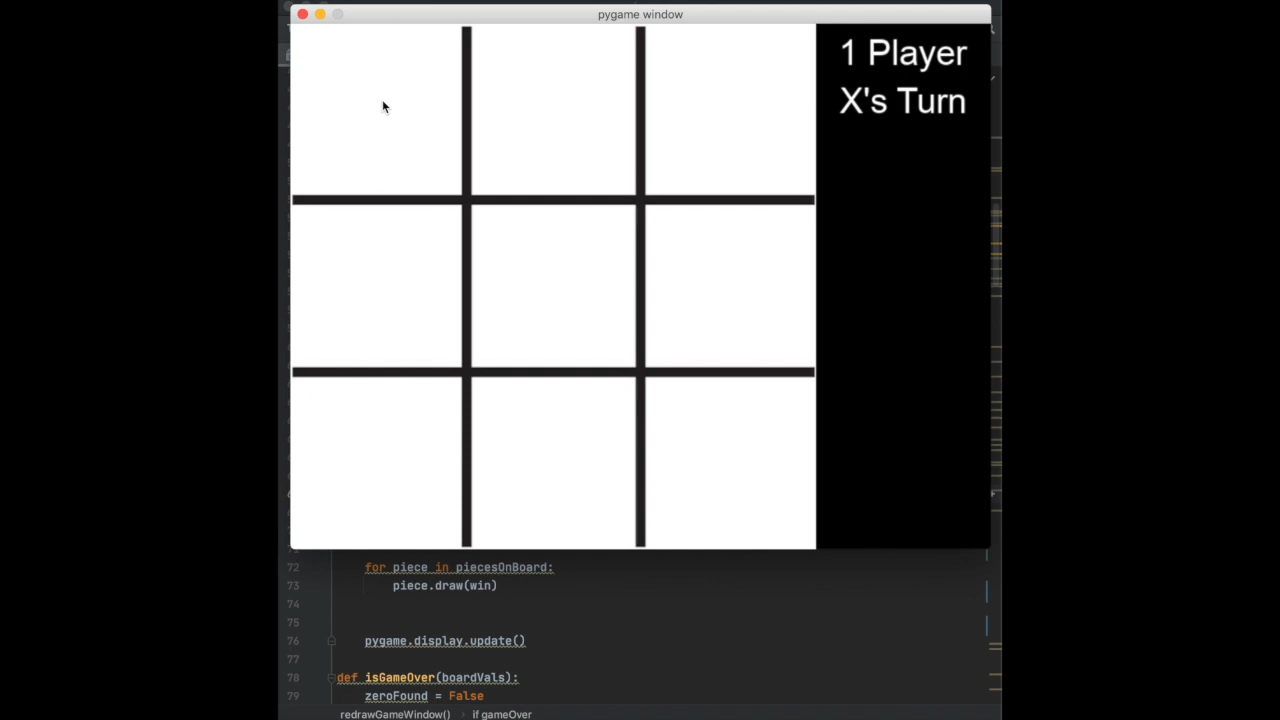 pygame window
1 Player
X's Turn
72 for piece in piecesOnBoard:
73 piece.draw(win)
74
75
76 pygame.display.update()
77
78 def isGameOver(boardVals):
79 zeroFound = False
redrawGameWindow() › if gameOver